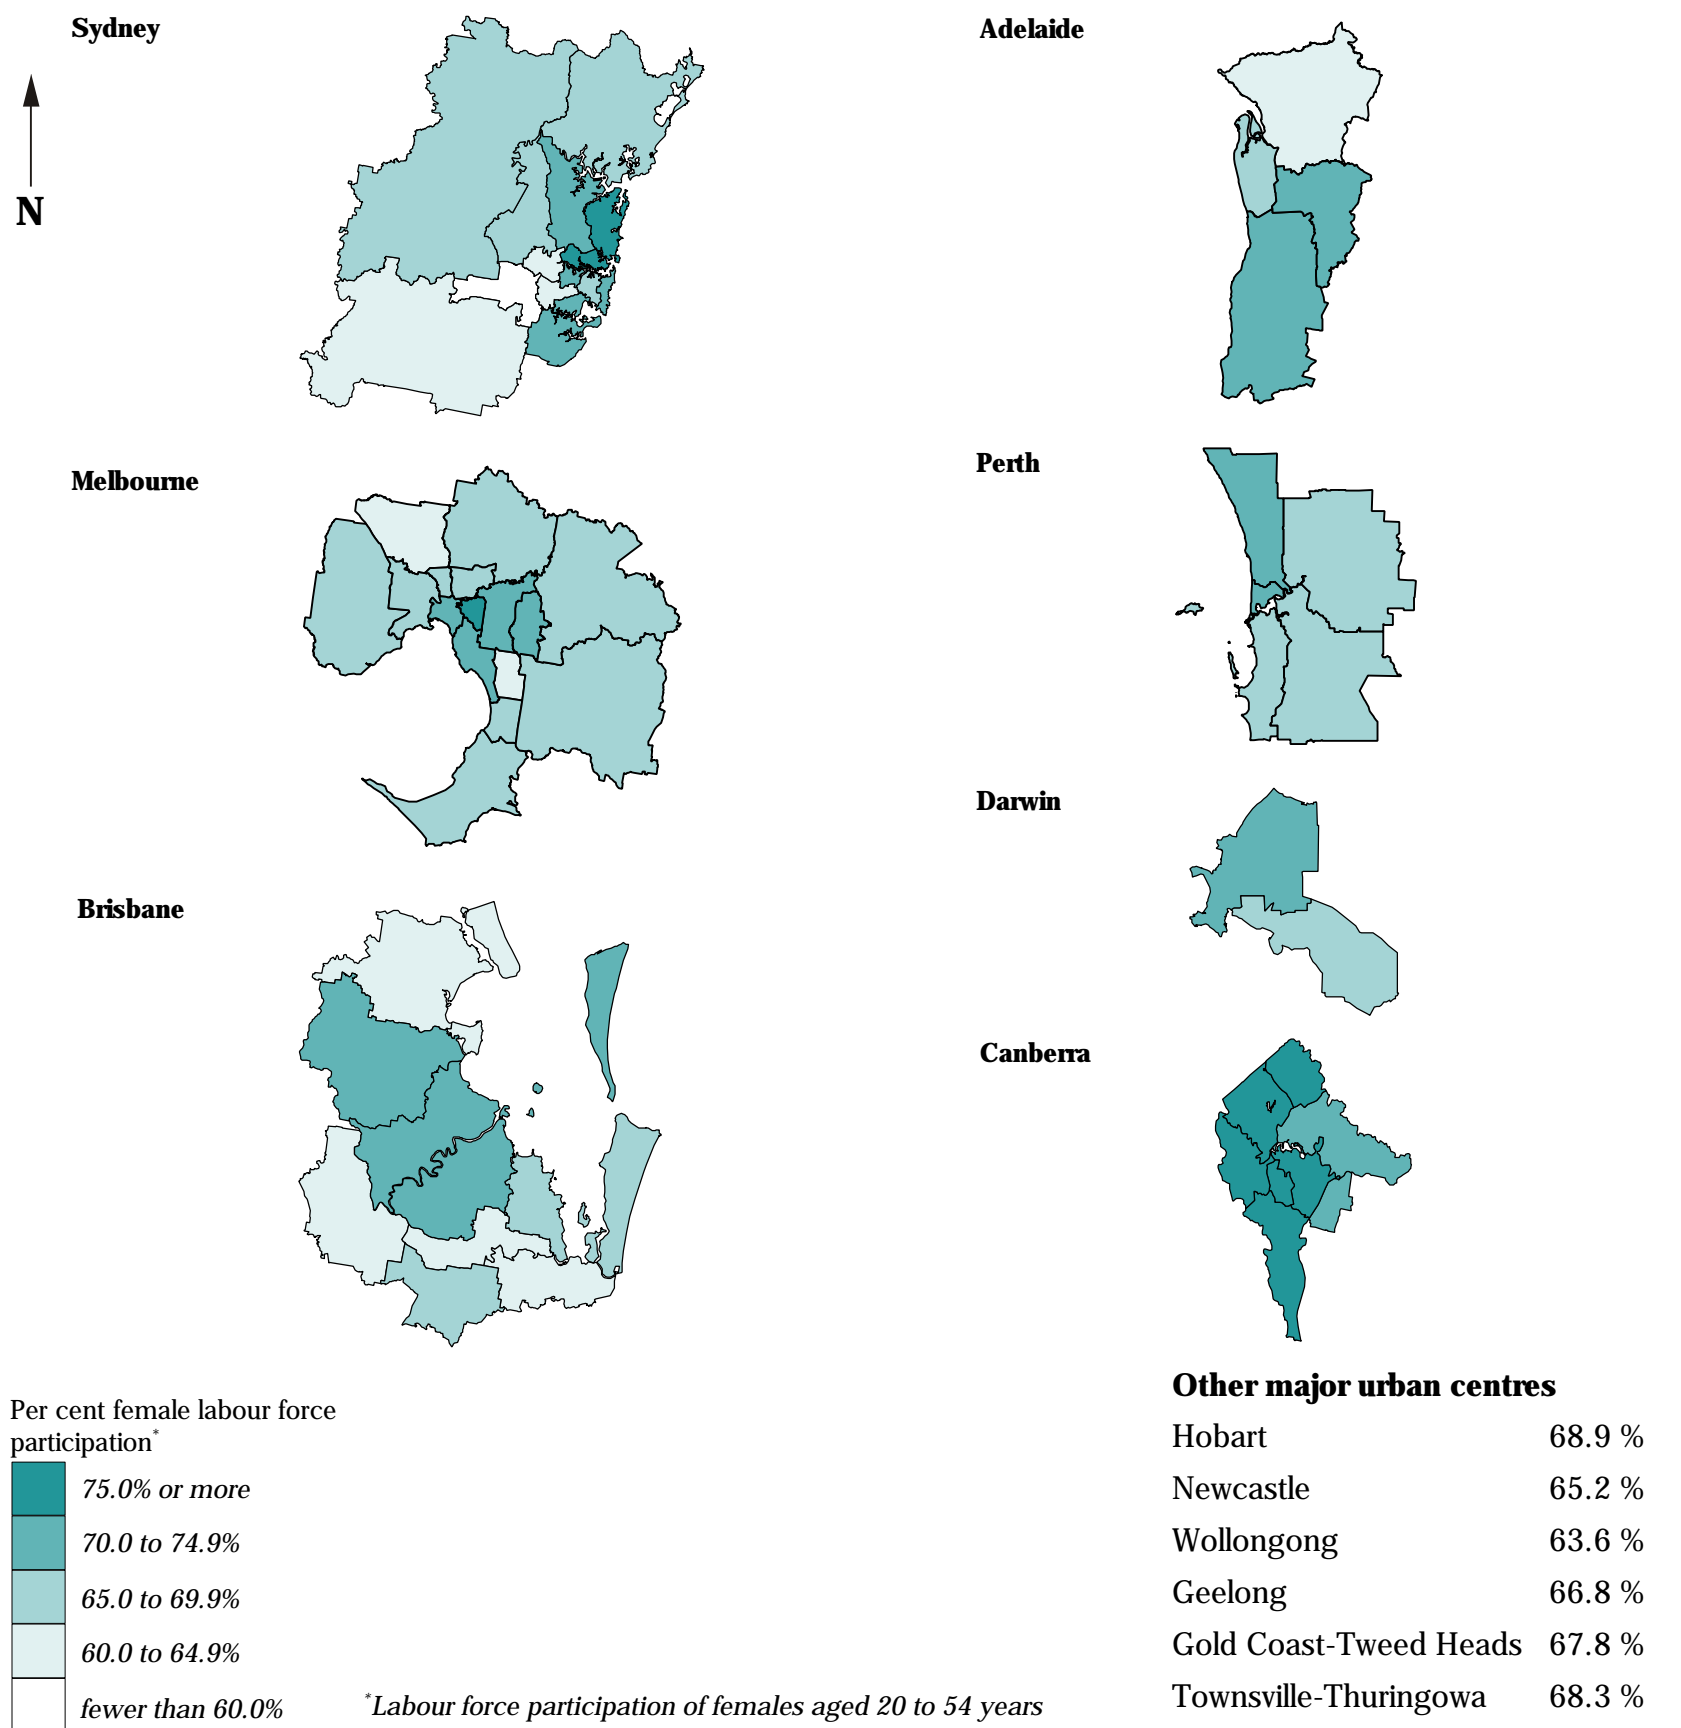 Sydney
N
Melbourne
Brisbane
Adelaide
Perth
Darwin
Canberra
Per cent female labour force
participation*
75.0% or more
70.0 to 74.9%
65.0 to 69.9%
60.0 to 64.9%
fewer than 60.0%
*Labour force participation of females aged 20 to 54 years
Other major urban centres
Hobart 68.9 %
Newcastle 65.2 %
Wollongong 63.6 %
Geelong 66.8 %
Gold Coast-Tweed Heads 67.8 %
Townsville-Thuringowa 68.3 %